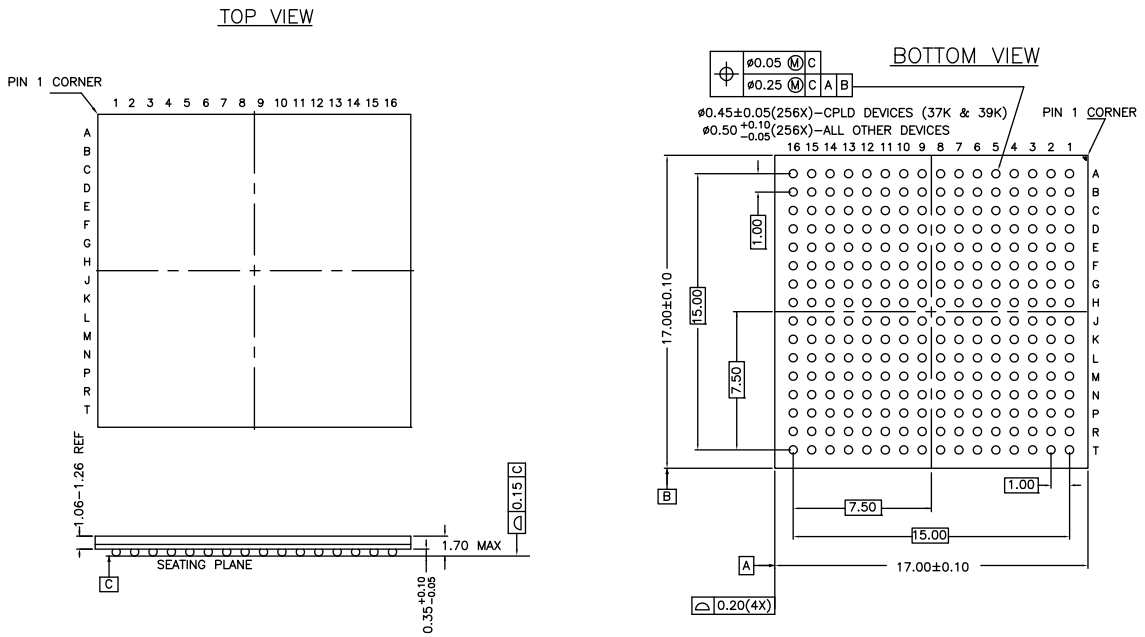 TOP VIEW
PIN 1 CORNER
1 2 3 4 5 6 7 8 9 10 11 12 13 14 15 16
A
B
C
D
E
F
G
H
J
K
L
M
N
P
R
T
1.06-1.26 REF
SEATING PLANE
C
1.70 MAX
0.15 C
0.35 +0.10 -0.05
BOTTOM VIEW
ø0.05 Ⓜ C
ø0.25 Ⓜ C A B
ø0.45±0.05(256X)-CPLD DEVICES (37K & 39K)
ø0.50 +0.10 -0.05 (256X)-ALL OTHER DEVICES
PIN 1 CORNER
16 15 14 13 12 11 10 9 8 7 6 5 4 3 2 1
A
B
C
D
E
F
G
H
J
K
L
M
N
P
R
T
1.00
17.00±0.10
15.00
7.50
B
1.00
7.50
15.00
A
17.00±0.10
0.20(4X)